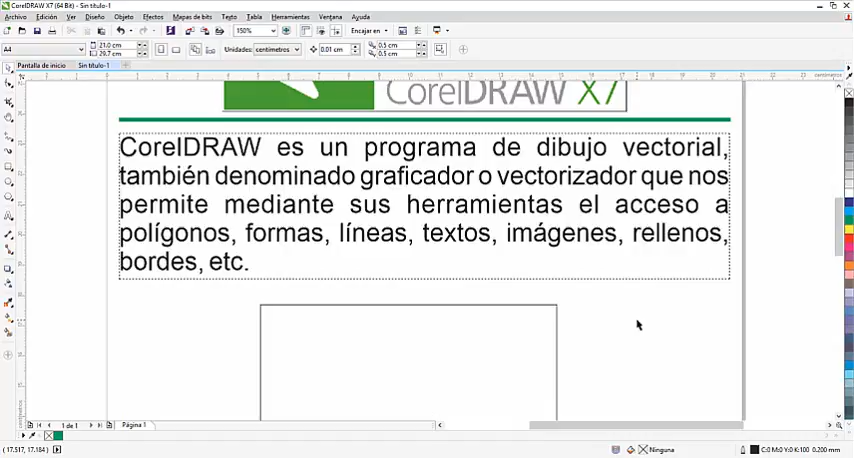 CorelDRAW X7 (64 Bit) - Sin título-1
Archivo Edición Ver Diseño Objeto Efectos Mapas de bits Texto Tabla Herramientas Ventana Ayuda
150% Encajar en
A4 21.0 cm 29.7 cm Unidades: centímetros 0.01 cm 0.5 cm 0.5 cm
Pantalla de inicio Sin título-1
centímetros
CorelDRAW X7
CorelDRAW es un programa de dibujo vectorial,
también denominado graficador o vectorizador que nos
permite mediante sus herramientas el acceso a
polígonos, formas, líneas, textos, imágenes, rellenos,
bordes, etc.
centímetros
1 de 1 Página 1
(17.517, 17.184) Ninguna C:0 M:0 Y:0 K:100 0.200 mm